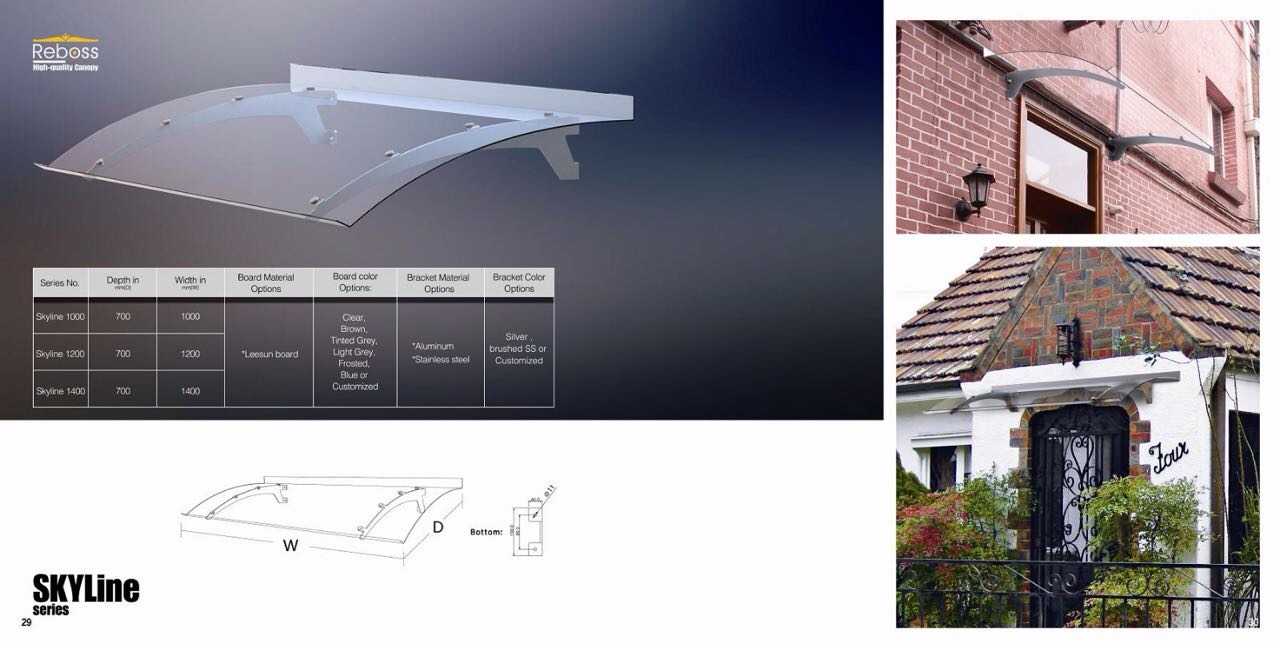 Reboss
High-quality Canopy
Series No.
Depth in
mm(D)
Width in
mm(W)
Board Material
Options
Board color
Options:
Bracket Material
Options
Bracket Color
Options
Skyline 1000
700
1000
Skyline 1200
700
1200
Skyline 1400
700
1400
*Leesun board
Clear,
Brown,
Tinted Grey,
Light Grey,
Frosted,
Blue or
Customized
*Aluminum
*Stainless steel
Silver ,
brushed SS or
Customized
W
D
Bottom:
SKYLine
series
29
Foux
30